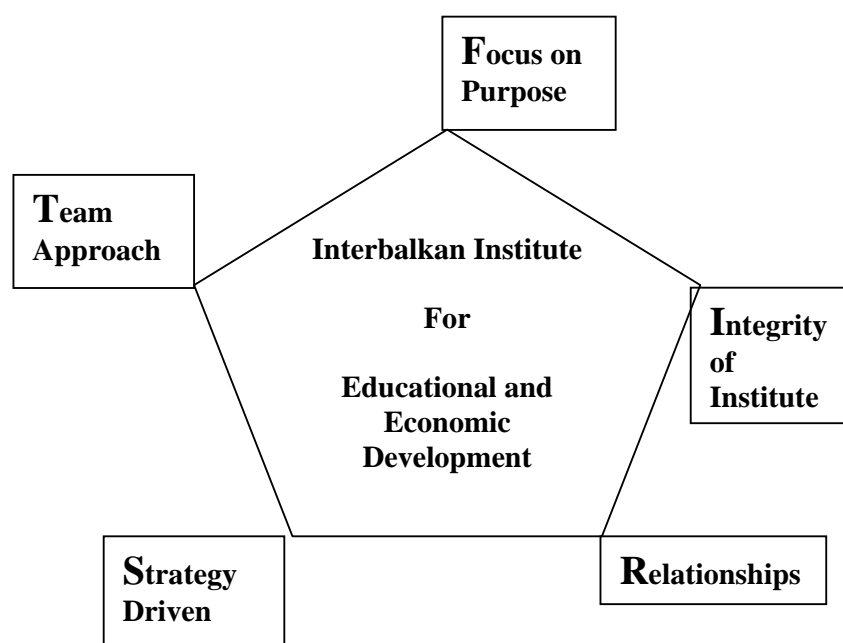 Focus on
Purpose
Team
Approach
Interbalkan Institute
For
Educational and
Economic
Development
Integrity
of
Institute
Strategy
Driven
Relationships